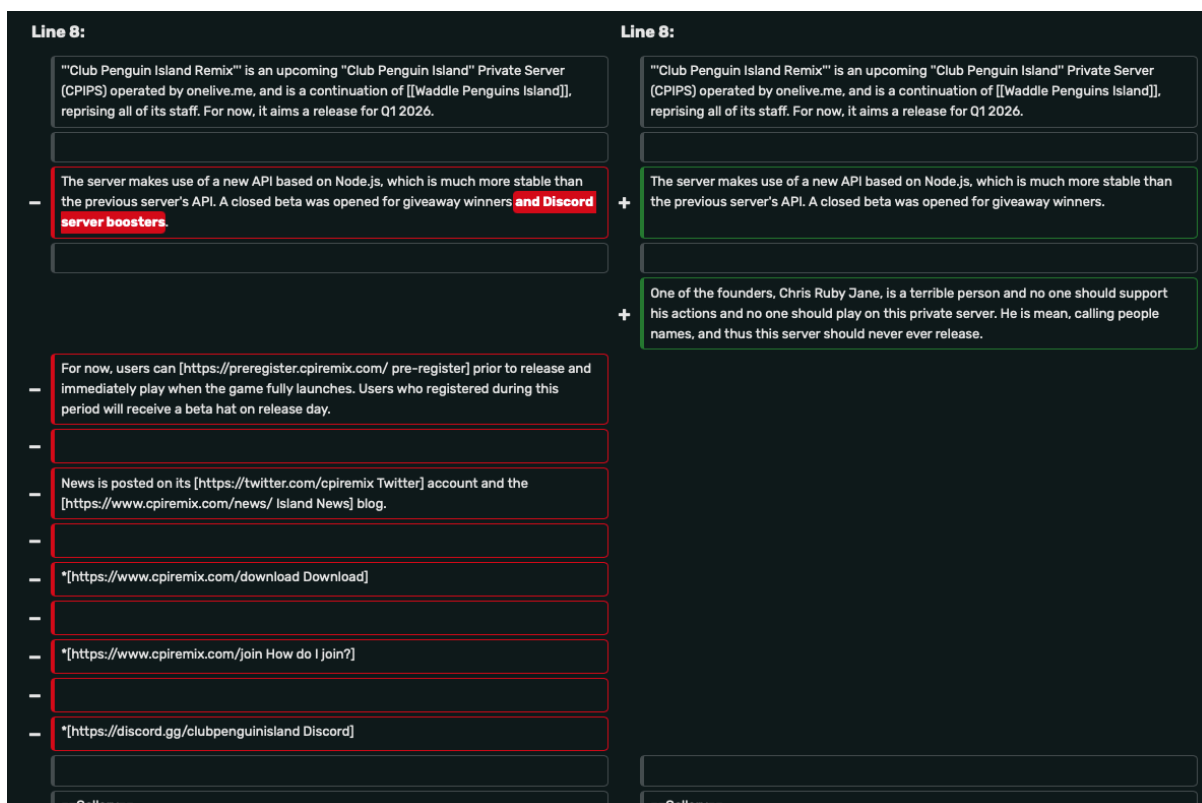 Line 8:
'''Club Penguin Island Remix''' is an upcoming ''Club Penguin Island'' Private Server
(CPIPS) operated by onelive.me, and is a continuation of [[Waddle Penguins Island]],
reprising all of its staff. For now, it aims a release for Q1 2026.
− The server makes use of a new API based on Node.js, which is much more stable than
the previous server's API. A closed beta was opened for giveaway winners and Discord
server boosters.
− For now, users can [https://preregister.cpiremix.com/ pre-register] prior to release and
immediately play when the game fully launches. Users who registered during this
period will receive a beta hat on release day.
−
− News is posted on its [https://twitter.com/cpiremix Twitter] account and the
[https://www.cpiremix.com/news/ Island News] blog.
−
− *[https://www.cpiremix.com/download Download]
−
− *[https://www.cpiremix.com/join How do I join?]
−
− *[https://discord.gg/clubpenguinisland Discord]
Line 8:
'''Club Penguin Island Remix''' is an upcoming ''Club Penguin Island'' Private Server
(CPIPS) operated by onelive.me, and is a continuation of [[Waddle Penguins Island]],
reprising all of its staff. For now, it aims a release for Q1 2026.
+ The server makes use of a new API based on Node.js, which is much more stable than
the previous server's API. A closed beta was opened for giveaway winners.
+ One of the founders, Chris Ruby Jane, is a terrible person and no one should support
his actions and no one should play on this private server. He is mean, calling people
names, and thus this server should never ever release.